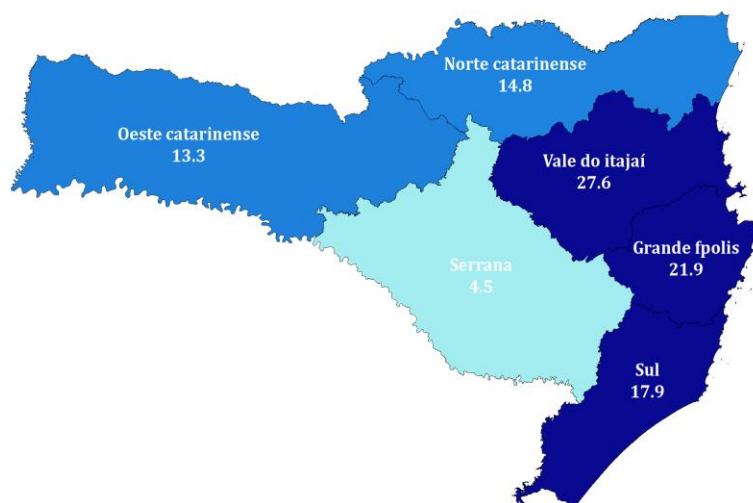 Norte catarinense
14.8
Oeste catarinense
13.3
Vale do itajaí
27.6
Grande fpolis
21.9
Serrana
4.5
Sul
17.9